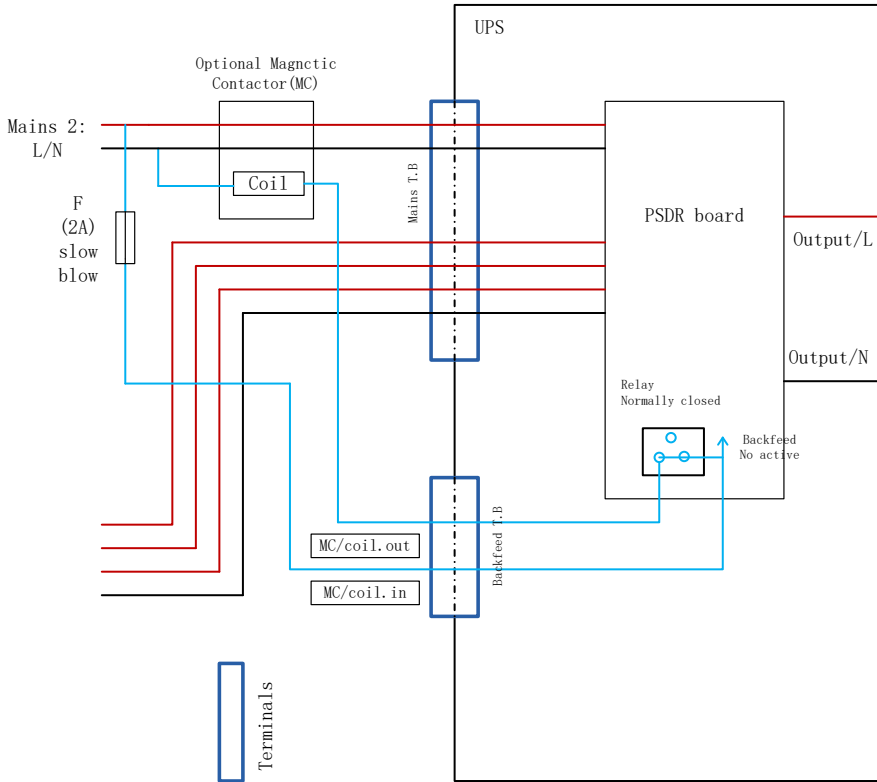 UPS
Optional Magnctic
Contactor(MC)
Mains 2:
L/N
Coil
Mains T.B
F
(2A)
slow
blow
PSDR board
Output/L
Output/N
Relay
Normally closed
Backfeed
No active
MC/coil.out
Backfeed T.B
MC/coil.in
Terminals